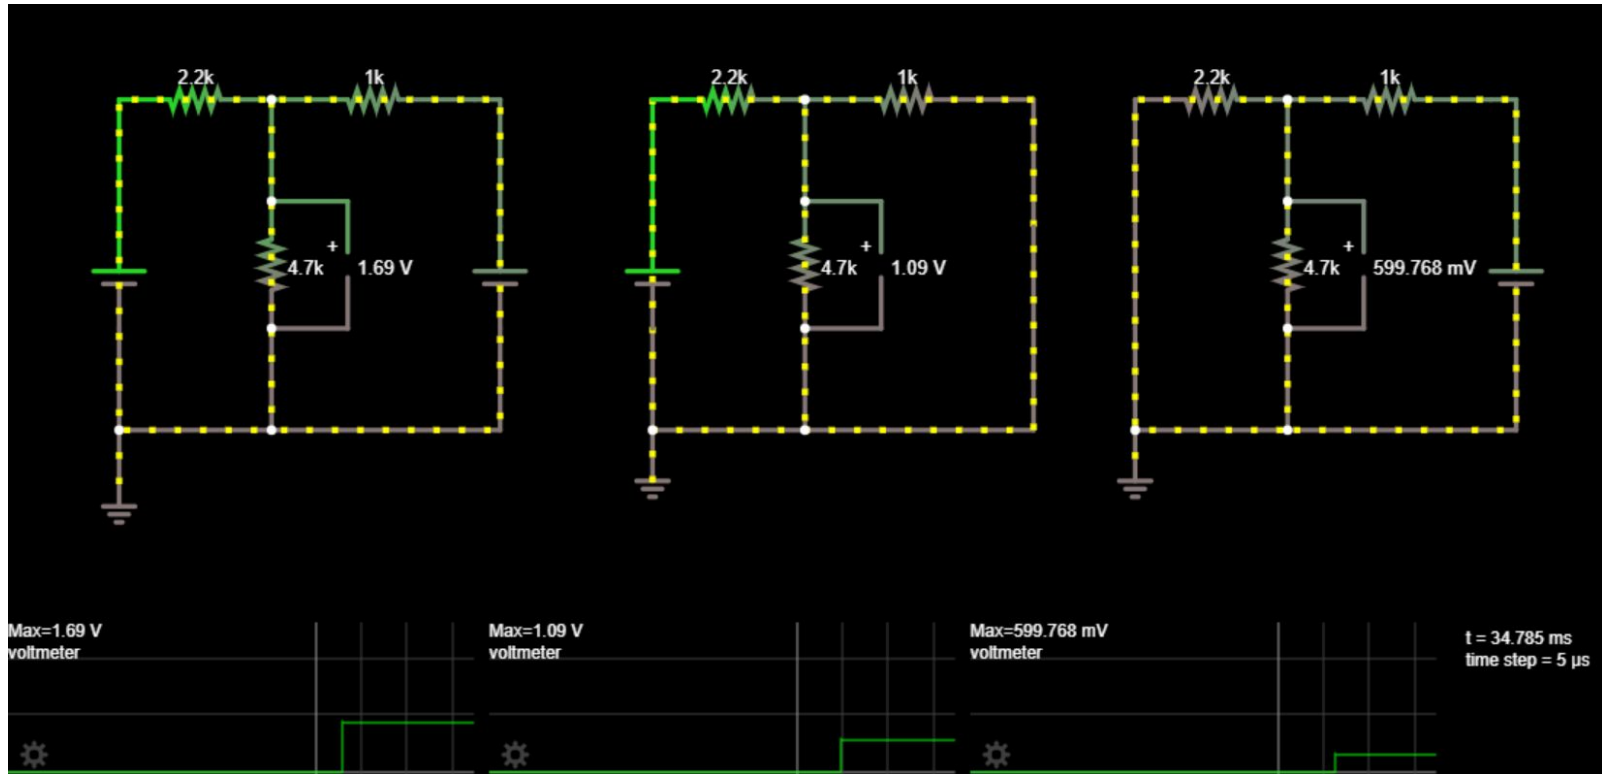 2.2k 1k 2.2k 1k 2.2k 1k
+ + +
4.7k 1.69 V 4.7k 1.09 V 4.7k 599.768 mV
Max=1.69 V
voltmeter
Max=1.09 V
voltmeter
Max=599.768 mV
voltmeter
t = 34.785 ms
time step = 5 μs